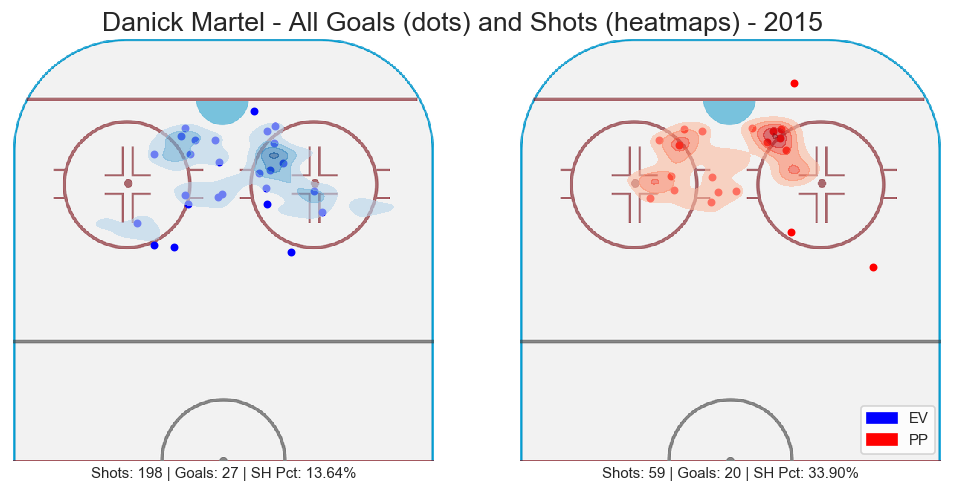 Danick Martel - All Goals (dots) and Shots (heatmaps) - 2015
EV
PP
Shots: 198 | Goals: 27 | SH Pct: 13.64%
Shots: 59 | Goals: 20 | SH Pct: 33.90%